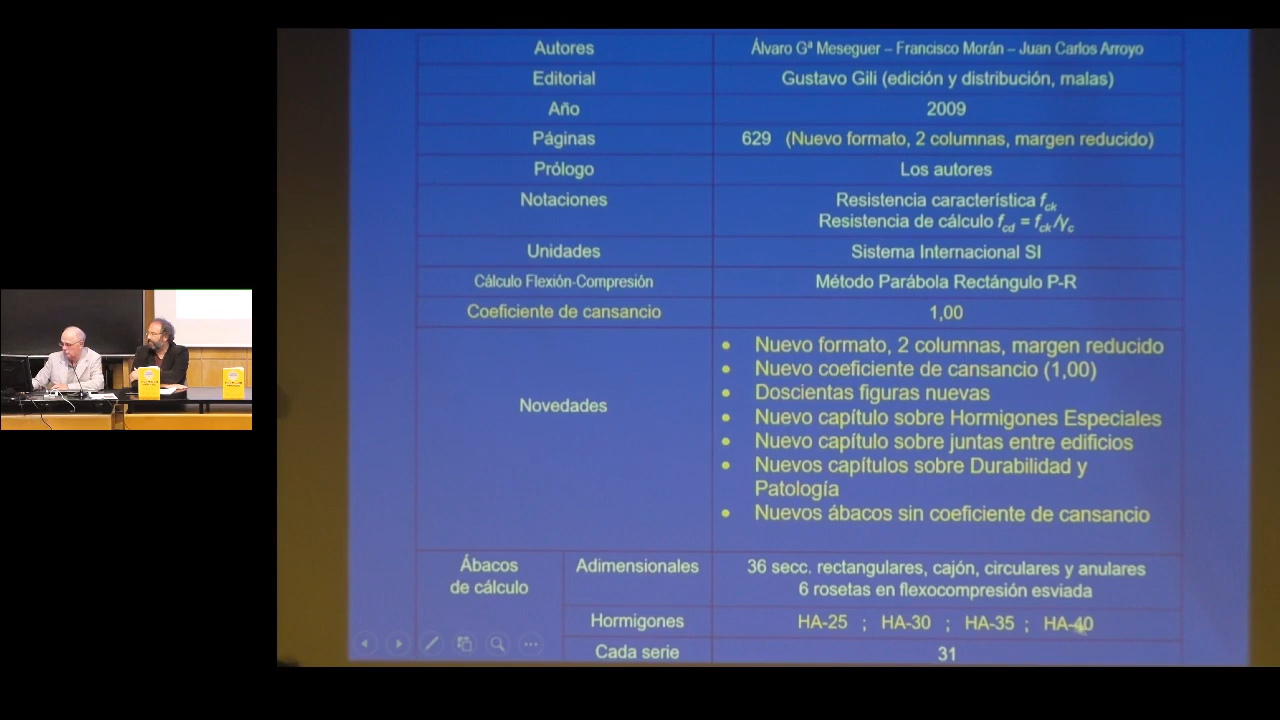 Autores Álvaro Gª Meseguer – Francisco Morán – Juan Carlos Arroyo
Editorial Gustavo Gili (edición y distribución, malas)
Año 2009
Páginas 629 (Nuevo formato, 2 columnas, margen reducido)
Prólogo Los autores
Notaciones Resistencia característica fck
Resistencia de cálculo fcd = fck/γc
Unidades Sistema Internacional SI
Cálculo Flexión-Compresión Método Parábola Rectángulo P-R
Coeficiente de cansancio 1,00
Novedades
• Nuevo formato, 2 columnas, margen reducido
• Nuevo coeficiente de cansancio (1,00)
• Doscientas figuras nuevas
• Nuevo capítulo sobre Hormigones Especiales
• Nuevo capítulo sobre juntas entre edificios
• Nuevos capítulos sobre Durabilidad y
Patología
• Nuevos ábacos sin coeficiente de cansancio
Ábacos
de cálculo
Adimensionales 36 secc. rectangulares, cajón, circulares y anulares
6 rosetas en flexocompresión esviada
Hormigones HA-25 ; HA-30 ; HA-35 ; HA-40
Cada serie 31